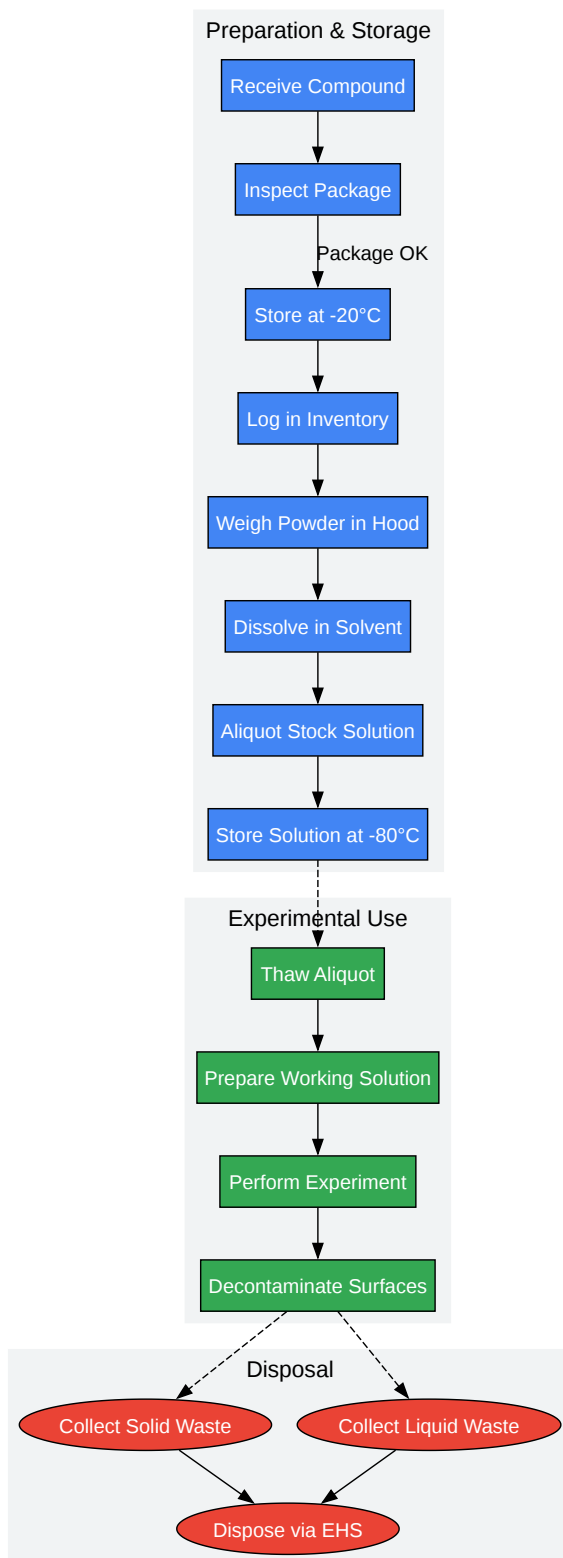 Preparation & Storage
Receive Compound
Inspect Package
Package OK
Store at -20°C
Log in Inventory
Weigh Powder in Hood
Dissolve in Solvent
Aliquot Stock Solution
Store Solution at -80°C
Experimental Use
Thaw Aliquot
Prepare Working Solution
Perform Experiment
Decontaminate Surfaces
Disposal
Collect Solid Waste
Collect Liquid Waste
Dispose via EHS